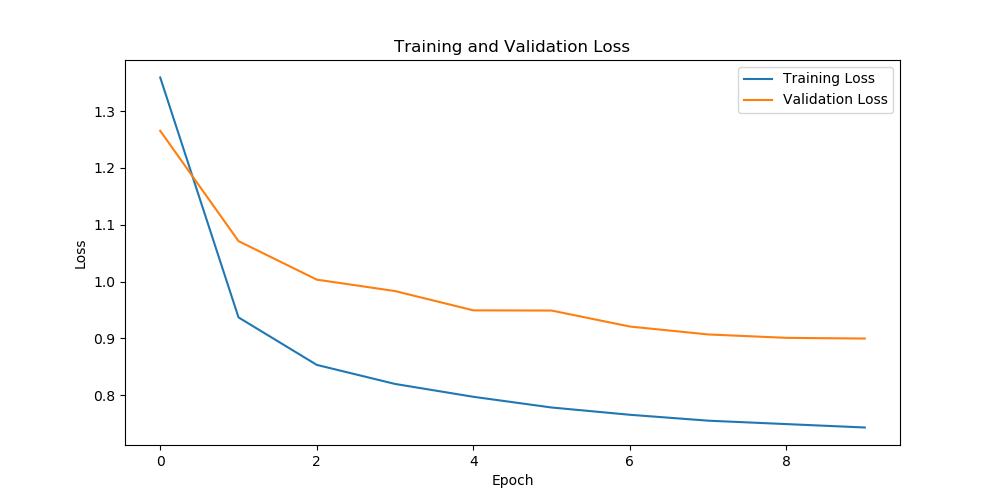 Training and Validation Loss
Training Loss
Validation Loss
1.3
1.2
1.1
1.0
0.9
0.8
Loss
0
2
4
6
8
Epoch